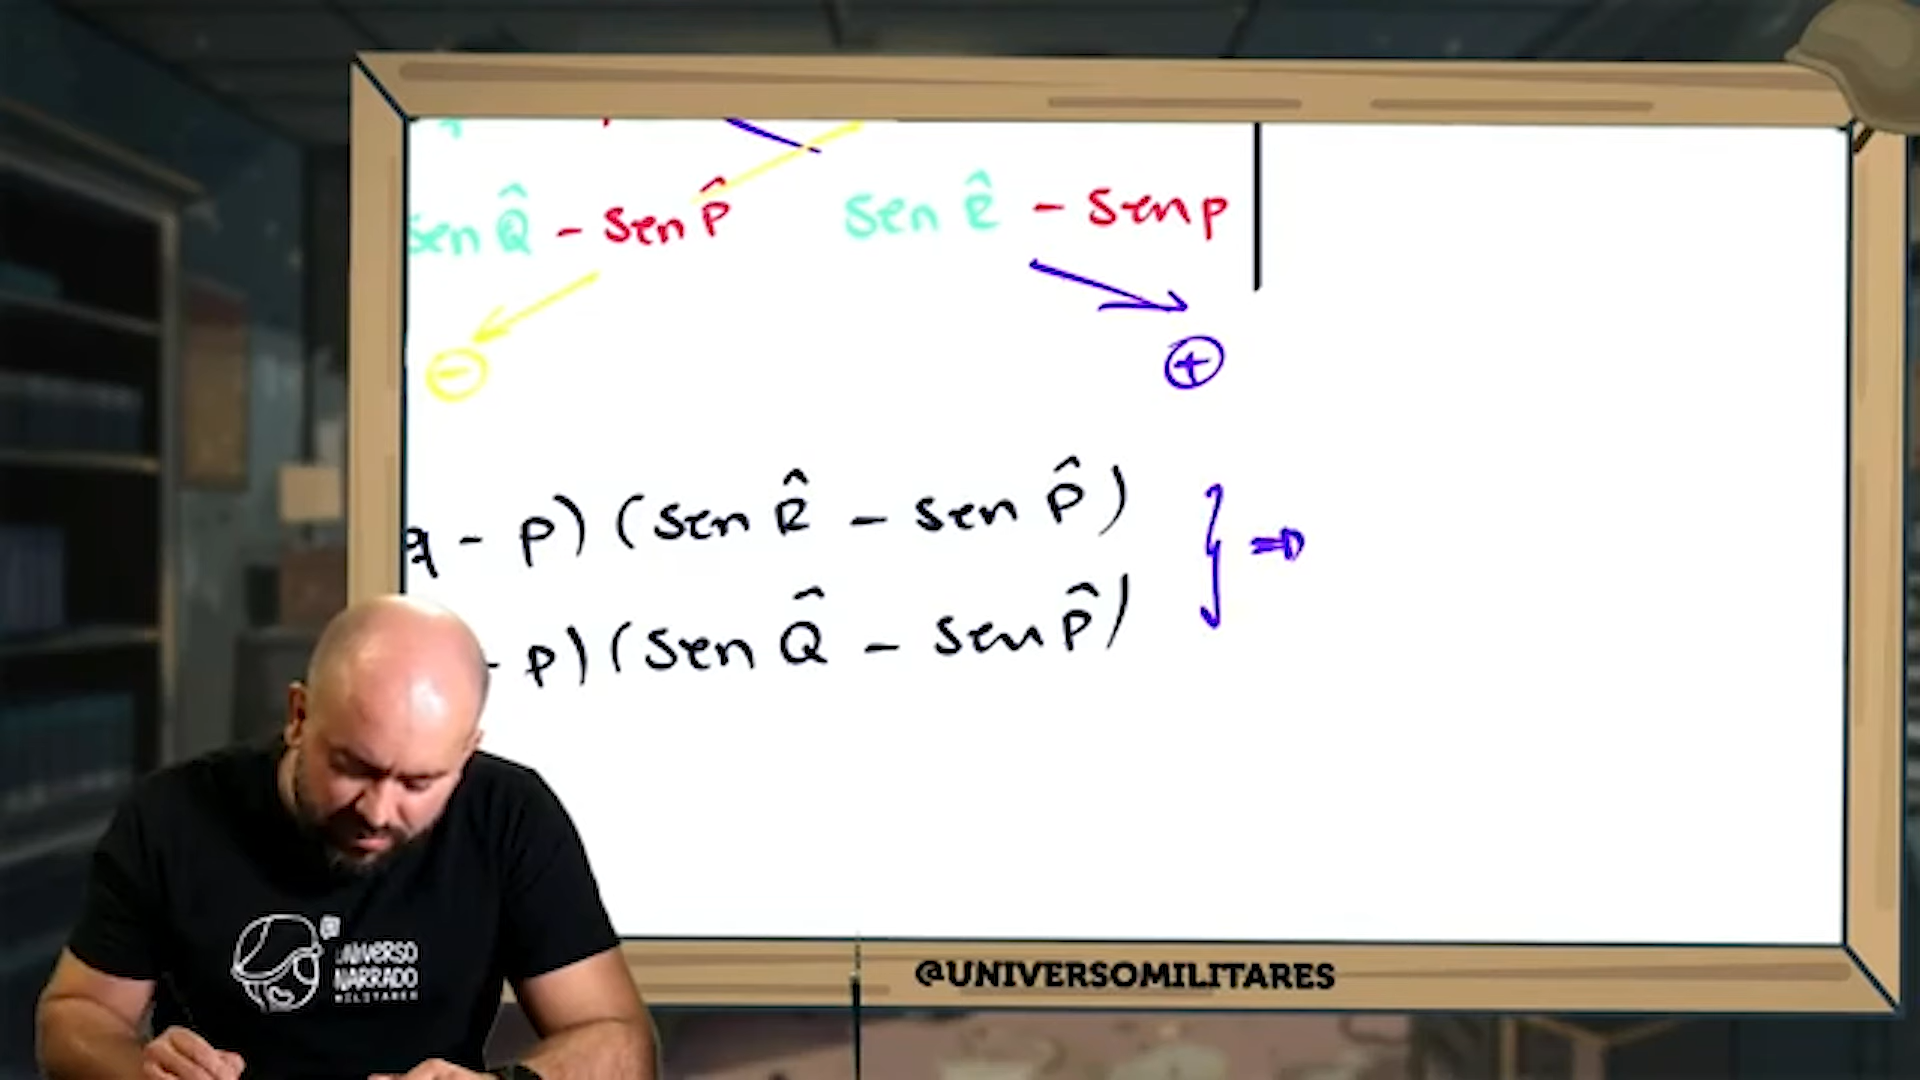 sen Q̂ - sen P̂ sen R̂ - sen p
-
+
q - p) (sen R̂ - sen P̂)
- p) (sen Q̂ - sen P̂)
} ⇒
UNIVERSO
NARRADO
MILITARES
@UNIVERSOMILITARES